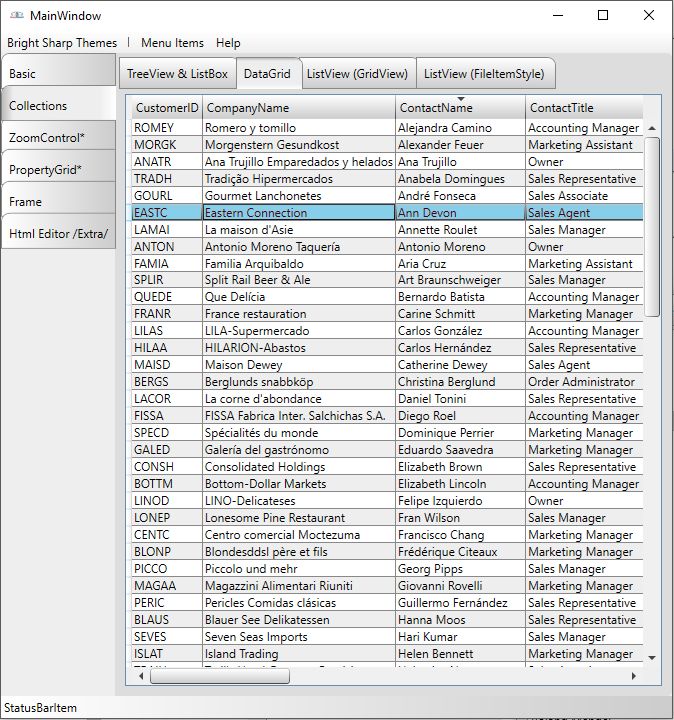 MainWindow
Bright Sharp Themes | Menu Items Help
Basic
Collections
ZoomControl*
PropertyGrid*
Frame
Html Editor /Extra/
TreeView & ListBox DataGrid ListView (GridView) ListView (FileItemStyle)
CustomerID CompanyName ContactName ContactTitle
ROMEY Romero y tomillo Alejandra Camino Accounting Manager
MORGK Morgenstern Gesundkost Alexander Feuer Marketing Assistant
ANATR Ana Trujillo Emparedados y helados Ana Trujillo Owner
TRADH Tradição Hipermercados Anabela Domingues Sales Representative
GOURL Gourmet Lanchonetes André Fonseca Sales Associate
EASTC Eastern Connection Ann Devon Sales Agent
LAMAI La maison d'Asie Annette Roulet Sales Manager
ANTON Antonio Moreno Taquería Antonio Moreno Owner
FAMIA Familia Arquibaldo Aria Cruz Marketing Assistant
SPLIR Split Rail Beer & Ale Art Braunschweiger Sales Manager
QUEDE Que Delícia Bernardo Batista Accounting Manager
FRANR France restauration Carine Schmitt Marketing Manager
LILAS LILA-Supermercado Carlos González Accounting Manager
HILAA HILARION-Abastos Carlos Hernández Sales Representative
MAISD Maison Dewey Catherine Dewey Sales Agent
BERGS Berglunds snabbköp Christina Berglund Order Administrator
LACOR La corne d'abondance Daniel Tonini Sales Representative
FISSA FISSA Fabrica Inter. Salchichas S.A. Diego Roel Accounting Manager
SPECD Spécialités du monde Dominique Perrier Marketing Manager
GALED Galería del gastrónomo Eduardo Saavedra Marketing Manager
CONSH Consolidated Holdings Elizabeth Brown Sales Representative
BOTTM Bottom-Dollar Markets Elizabeth Lincoln Accounting Manager
LINOD LINO-Delicateses Felipe Izquierdo Owner
LONEP Lonesome Pine Restaurant Fran Wilson Sales Manager
CENTC Centro comercial Moctezuma Francisco Chang Marketing Manager
BLONP Blondesddsl père et fils Frédérique Citeaux Marketing Manager
PICCO Piccolo und mehr Georg Pipps Sales Manager
MAGAA Magazzini Alimentari Riuniti Giovanni Rovelli Marketing Manager
PERIC Pericles Comidas clásicas Guillermo Fernández Sales Representative
BLAUS Blauer See Delikatessen Hanna Moos Sales Representative
SEVES Seven Seas Imports Hari Kumar Sales Manager
ISLAT Island Trading Helen Bennett Marketing Manager
StatusBarItem